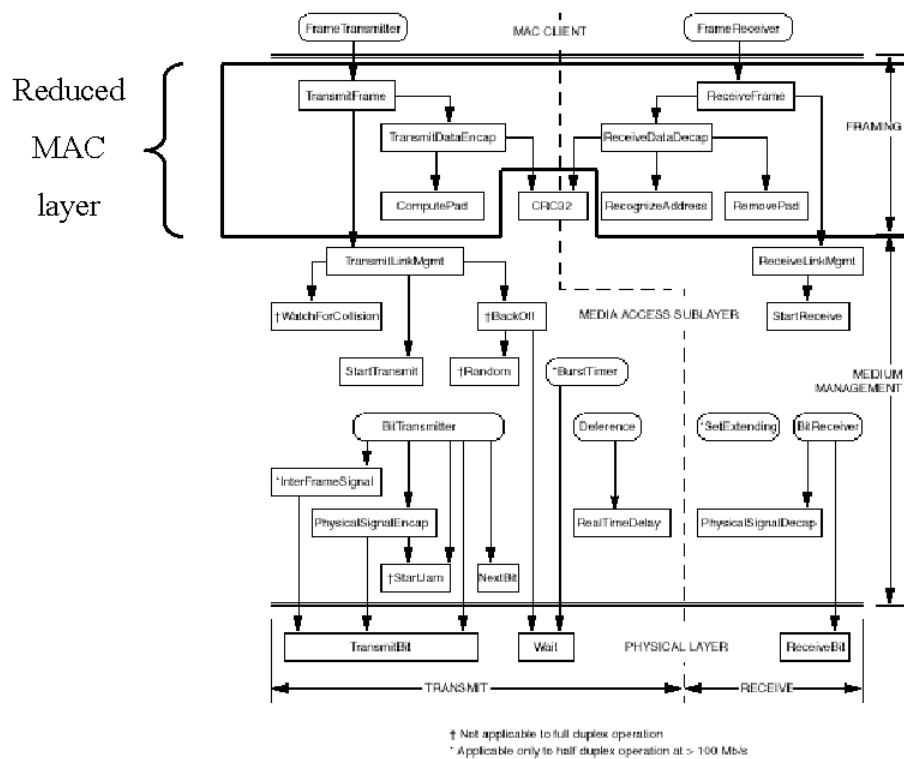 FrameTransmitter
MAC CLIENT
FrameReceiver
Reduced
MAC
layer
TransmitFrame
ReceiveFrame
FRAMING
TransmitDataEncap
ReceiveDataDecap
ComputePad
CRC32
RecognizeAddress
RemovePad
TransmitLinkMgmt
ReceiveLinkMgmt
†WatchForCollision
†BackOff
MEDIA ACCESS SUBLAYER
StartReceive
StartTransmit
†Random
*BurstTimer
MEDIUM
MANAGEMENT
BitTransmitter
Deference
*SetExtending
BitReceiver
*InterFrameSignal
PhysicalSignalEncap
RealTimeDelay
PhysicalSignalDecap
†StartJam
NextBit
TransmitBit
Wait
PHYSICAL LAYER
ReceiveBit
TRANSMIT
RECEIVE
† Not applicable to full duplex operation
* Applicable only to half duplex operation at > 100 Mb/s